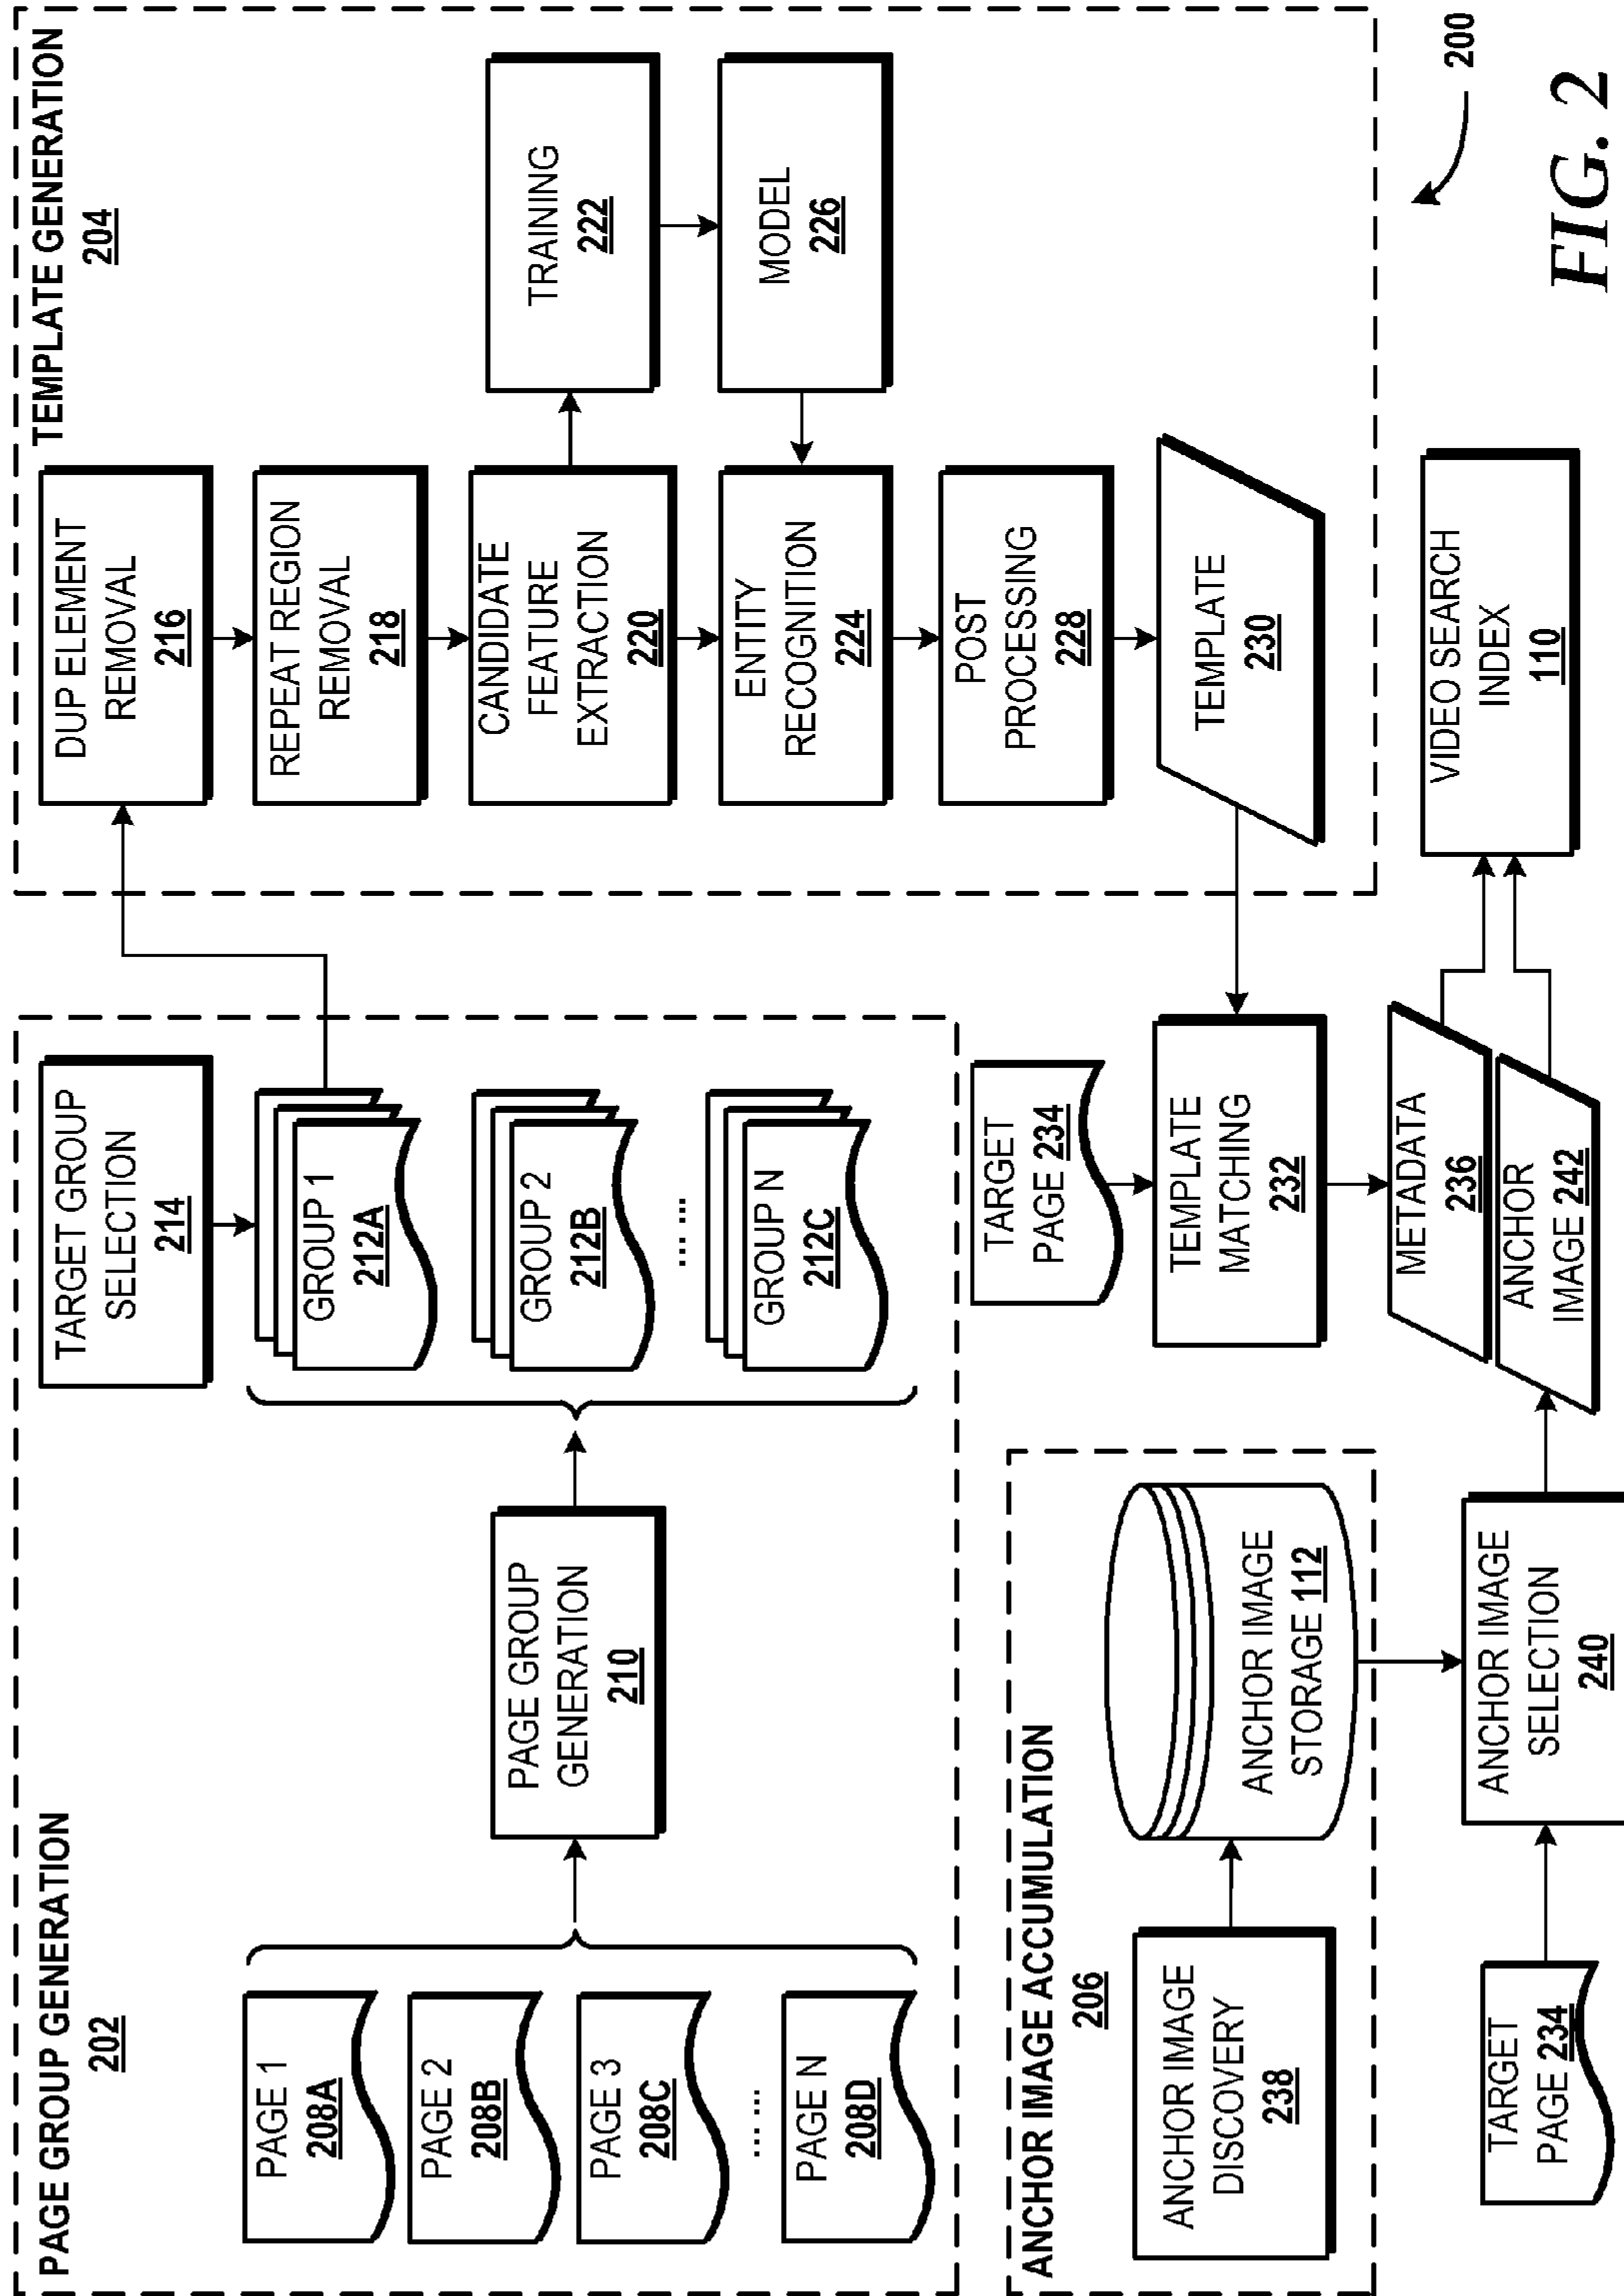 PAGE GROUP GENERATION
202
PAGE 1
208A
PAGE 2
208B
PAGE 3
208C
... ...
PAGE N
208D
PAGE GROUP
GENERATION
210
TARGET GROUP
SELECTION
214
GROUP 1
212A
GROUP 2
212B
... ...
GROUP N
212C
TEMPLATE GENERATION
204
DUP ELEMENT
REMOVAL
216
REPEAT REGION
REMOVAL
218
CANDIDATE
FEATURE
EXTRACTION
220
TRAINING
222
ENTITY
RECOGNITION
224
MODEL
226
POST
PROCESSING
228
TEMPLATE
230
ANCHOR IMAGE ACCUMULATION
206
ANCHOR IMAGE
DISCOVERY
238
ANCHOR IMAGE
STORAGE 112
TARGET
PAGE 234
TEMPLATE
MATCHING
232
TARGET
PAGE 234
ANCHOR IMAGE
SELECTION
240
METADATA
236
ANCHOR
IMAGE 242
VIDEO SEARCH
INDEX
110
200
FIG. 2